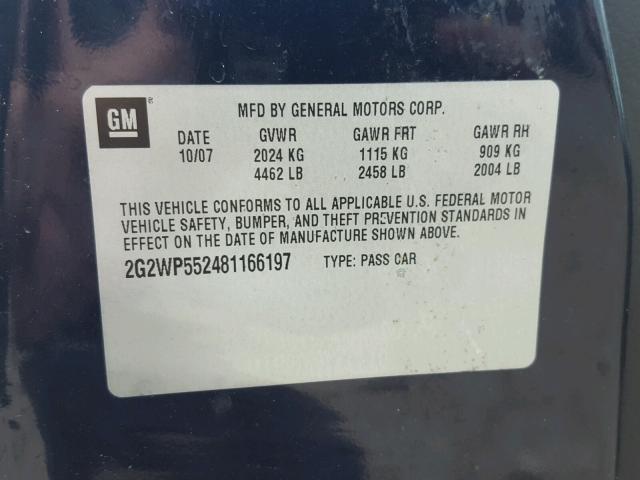 GM
MFD BY GENERAL MOTORS CORP.
DATE GVWR GAWR FRT GAWR RH
10/07 2024 KG 1115 KG 909 KG
4462 LB 2458 LB 2004 LB
THIS VEHICLE CONFORMS TO ALL APPLICABLE U.S. FEDERAL MOTOR
VEHICLE SAFETY, BUMPER, AND THEFT PREVENTION STANDARDS IN
EFFECT ON THE DATE OF MANUFACTURE SHOWN ABOVE.
2G2WP552481166197 TYPE: PASS CAR